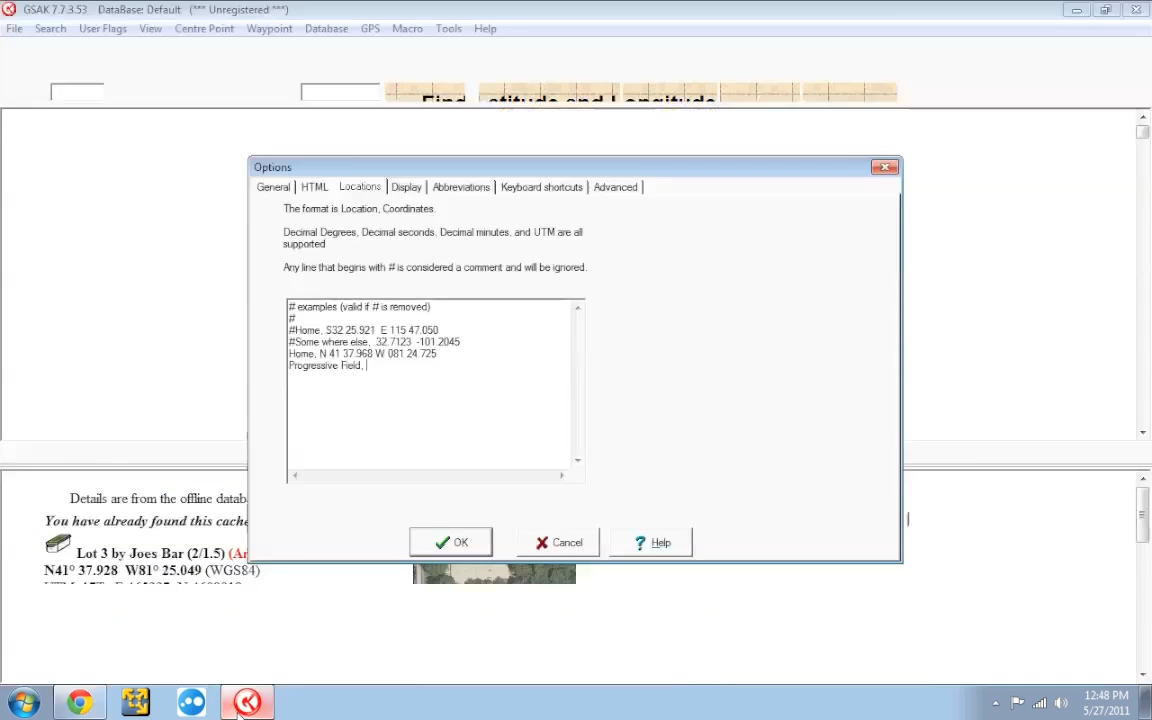 GSAK 7.7.3.53 DataBase: Default (*** Unregistered ***)
File Search User Flags View Centre Point Waypoint Database GPS Macro Tools Help
Find Latitude and Longitude
Options
General HTML Locations Display Abbreviations Keyboard shortcuts Advanced
The format is Location, Coordinates.
Decimal Degrees, Decimal seconds, Decimal minutes, and UTM are all
supported
Any line that begins with # is considered a comment and will be ignored.
# examples (valid if # is removed)
#
#Home, S32 25.921 E 115 47.050
#Some where else, 32.7123 -101.2045
Home, N 41 37.968 W 081 24.725
Progressive Field,
OK Cancel ? Help
Details are from the offline datab
You have already found this cache
Lot 3 by Joes Bar (2/1.5) (Ar
N41° 37.928 W81° 25.049 (WGS84)
12:48 PM
5/27/2011